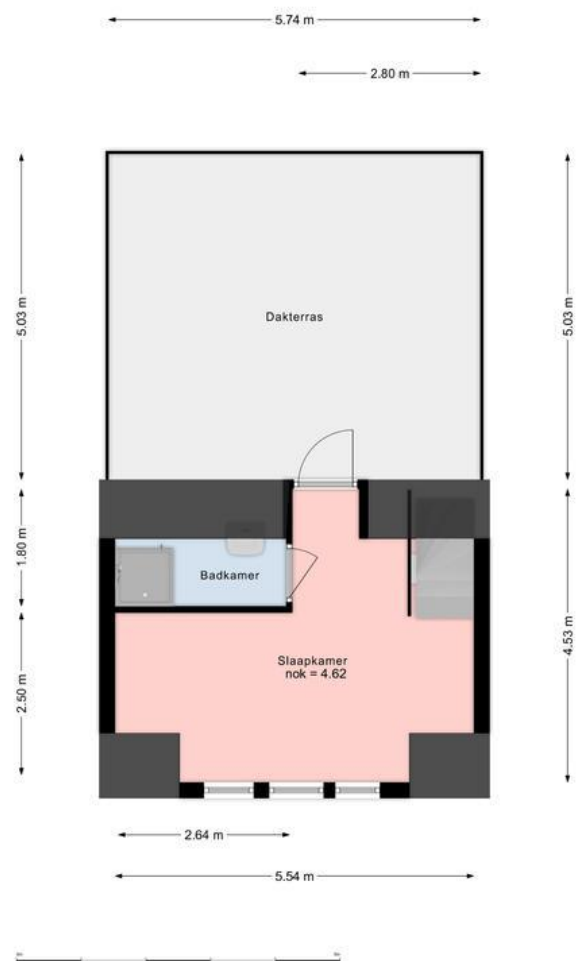 5.74 m
2.80 m
5.03 m
5.03 m
Dakterras
1.80 m
Badkamer
4.53 m
Slaapkamer
nok = 4.62
2.50 m
2.64 m
5.54 m